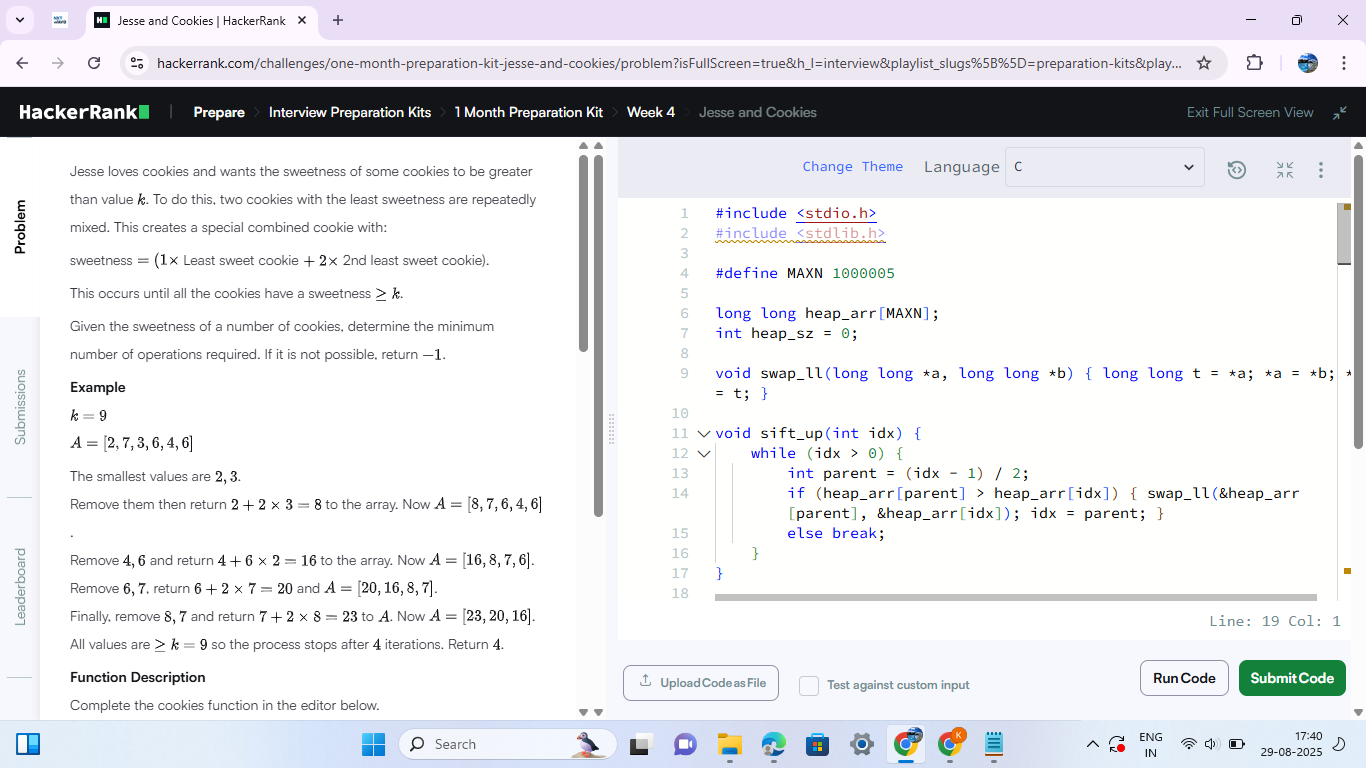 Jesse and Cookies | HackerRank
hackerrank.com/challenges/one-month-preparation-kit-jesse-and-cookies/problem?isFullScreen=true&h_l=interview&playlist_slugs%5B%5D=preparation-kits&play...
HackerRank
Prepare
Interview Preparation Kits
1 Month Preparation Kit
Week 4
Jesse and Cookies
Exit Full Screen View
Problem
Submissions
Leaderboard
Jesse loves cookies and wants the sweetness of some cookies to be greater
than value k. To do this, two cookies with the least sweetness are repeatedly
mixed. This creates a special combined cookie with:
sweetness = (1× Least sweet cookie + 2× 2nd least sweet cookie).
This occurs until all the cookies have a sweetness ≥ k.
Given the sweetness of a number of cookies, determine the minimum
number of operations required. If it is not possible, return −1.
Example
k = 9
A = [2, 7, 3, 6, 4, 6]
The smallest values are 2, 3.
Remove them then return 2 + 2 × 3 = 8 to the array. Now A = [8, 7, 6, 4, 6]
.
Remove 4, 6 and return 4 + 6 × 2 = 16 to the array. Now A = [16, 8, 7, 6].
Remove 6, 7, return 6 + 2 × 7 = 20 and A = [20, 16, 8, 7].
Finally, remove 8, 7 and return 7 + 2 × 8 = 23 to A. Now A = [23, 20, 16].
All values are ≥ k = 9 so the process stops after 4 iterations. Return 4.
Function Description
Complete the cookies function in the editor below.
Change Theme
Language
C
1 #include <stdio.h>
2 #include <stdlib.h>
3
4 #define MAXN 1000005
5
6 long long heap_arr[MAXN];
7 int heap_sz = 0;
8
9 void swap_ll(long long *a, long long *b) { long long t = *a; *a = *b; *
= t; }
10
11 void sift_up(int idx) {
12 while (idx > 0) {
13 int parent = (idx - 1) / 2;
14 if (heap_arr[parent] > heap_arr[idx]) { swap_ll(&heap_arr
[parent], &heap_arr[idx]); idx = parent; }
15 else break;
16 }
17 }
18
Line: 19 Col: 1
Upload Code as File
Test against custom input
Run Code
Submit Code
Search
K
ENG
IN
17:40
29-08-2025